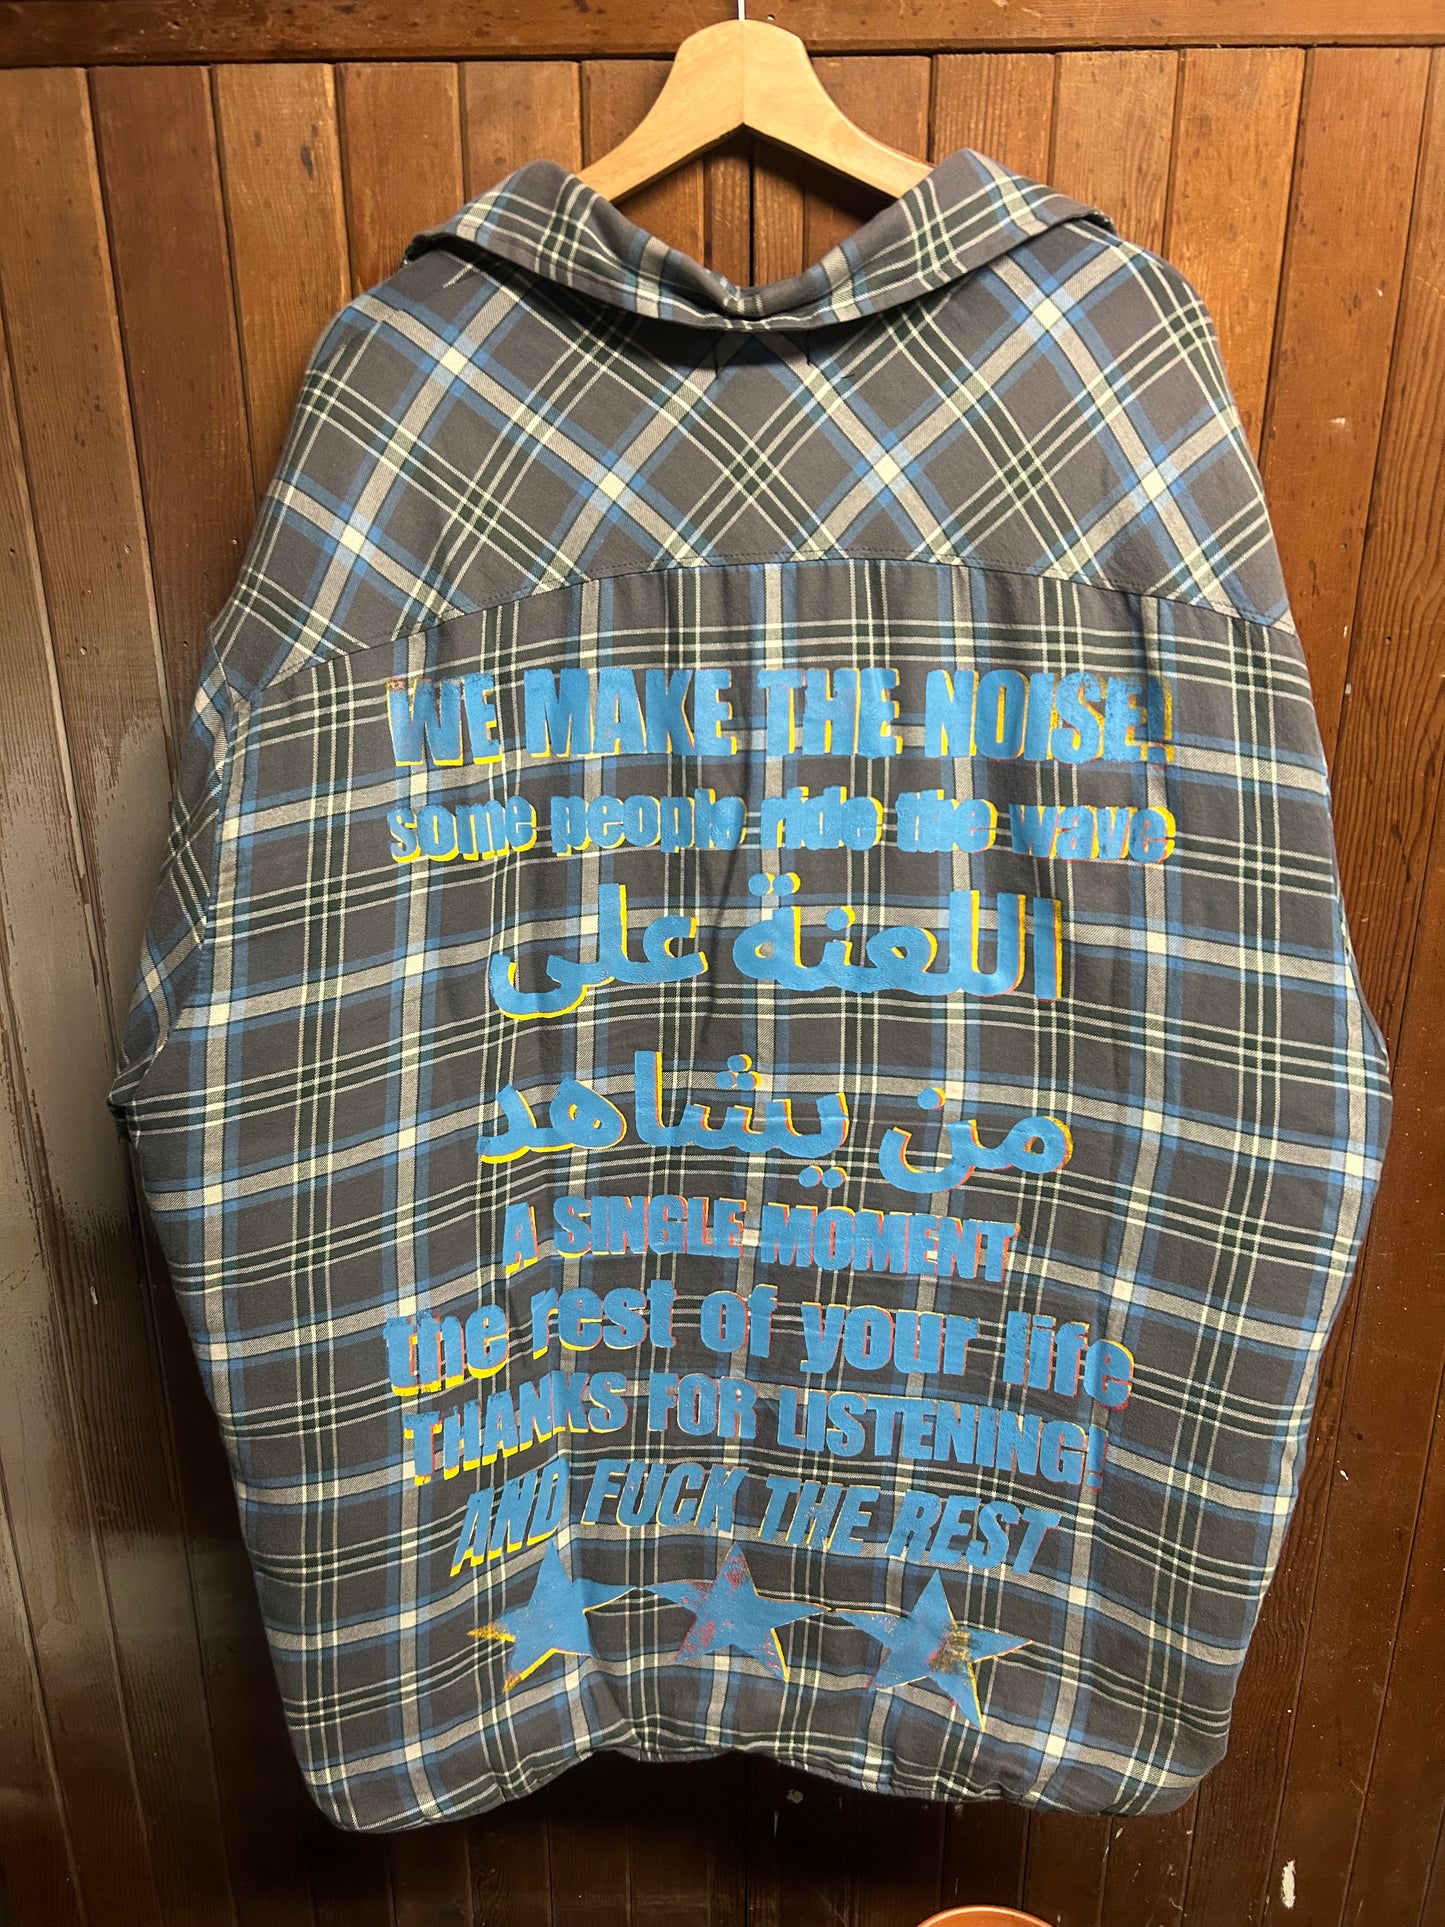 WE MAKE THE NOISE!
some people ride the wave
اللعنة على
من يشاهد
A SINGLE MOMENT
the rest of your life
THANKS FOR LISTENING!
AND FUCK THE REST